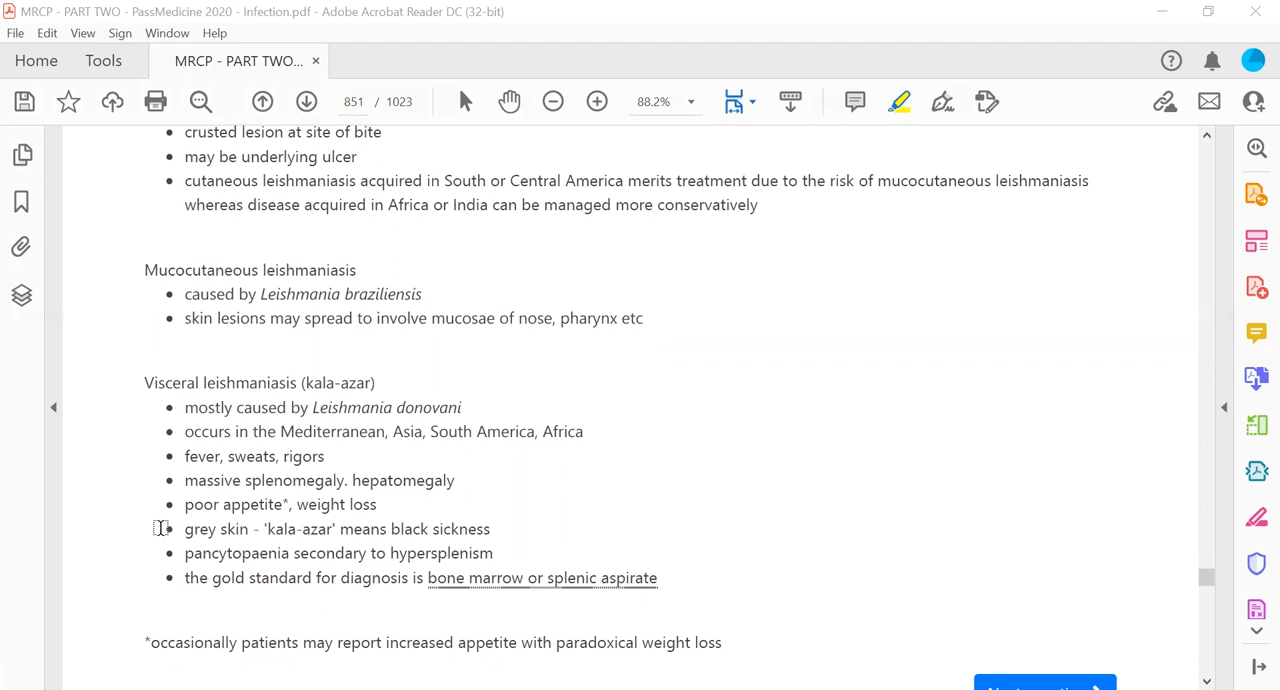 MRCP - PART TWO - PassMedicine 2020 - Infection.pdf - Adobe Acrobat Reader DC (32-bit)
File Edit View Sign Window Help
Home Tools MRCP - PART TWO... ×
851 / 1023 88.2%
• crusted lesion at site of bite
• may be underlying ulcer
• cutaneous leishmaniasis acquired in South or Central America merits treatment due to the risk of mucocutaneous leishmaniasis
whereas disease acquired in Africa or India can be managed more conservatively
Mucocutaneous leishmaniasis
• caused by Leishmania braziliensis
• skin lesions may spread to involve mucosae of nose, pharynx etc
Visceral leishmaniasis (kala-azar)
• mostly caused by Leishmania donovani
• occurs in the Mediterranean, Asia, South America, Africa
• fever, sweats, rigors
• massive splenomegaly. hepatomegaly
• poor appetite*, weight loss
• grey skin - 'kala-azar' means black sickness
• pancytopaenia secondary to hypersplenism
• the gold standard for diagnosis is bone marrow or splenic aspirate
*occasionally patients may report increased appetite with paradoxical weight loss